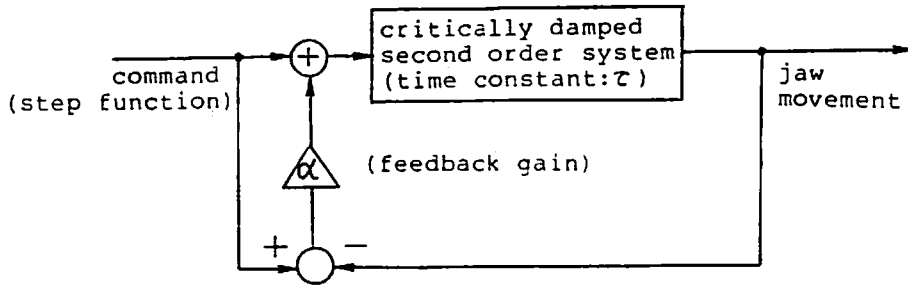 critically damped
second order system
(time constant:τ)
command
(step function)
+
jaw
movement
α
(feedback gain)
+
−